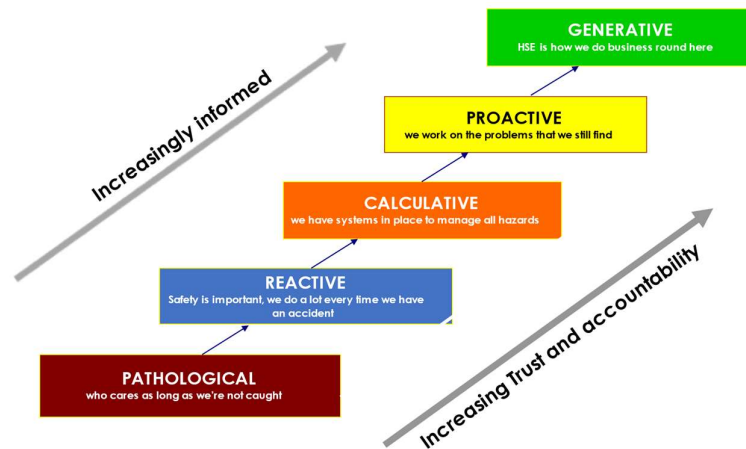 GENERATIVE
HSE is how we do business round here
PROACTIVE
we work on the problems that we still find
Increasingly informed
CALCULATIVE
we have systems in place to manage all hazards
REACTIVE
Safety is important, we do a lot every time we have
an accident
Increasing Trust and accountability
PATHOLOGICAL
who cares as long as we're not caught